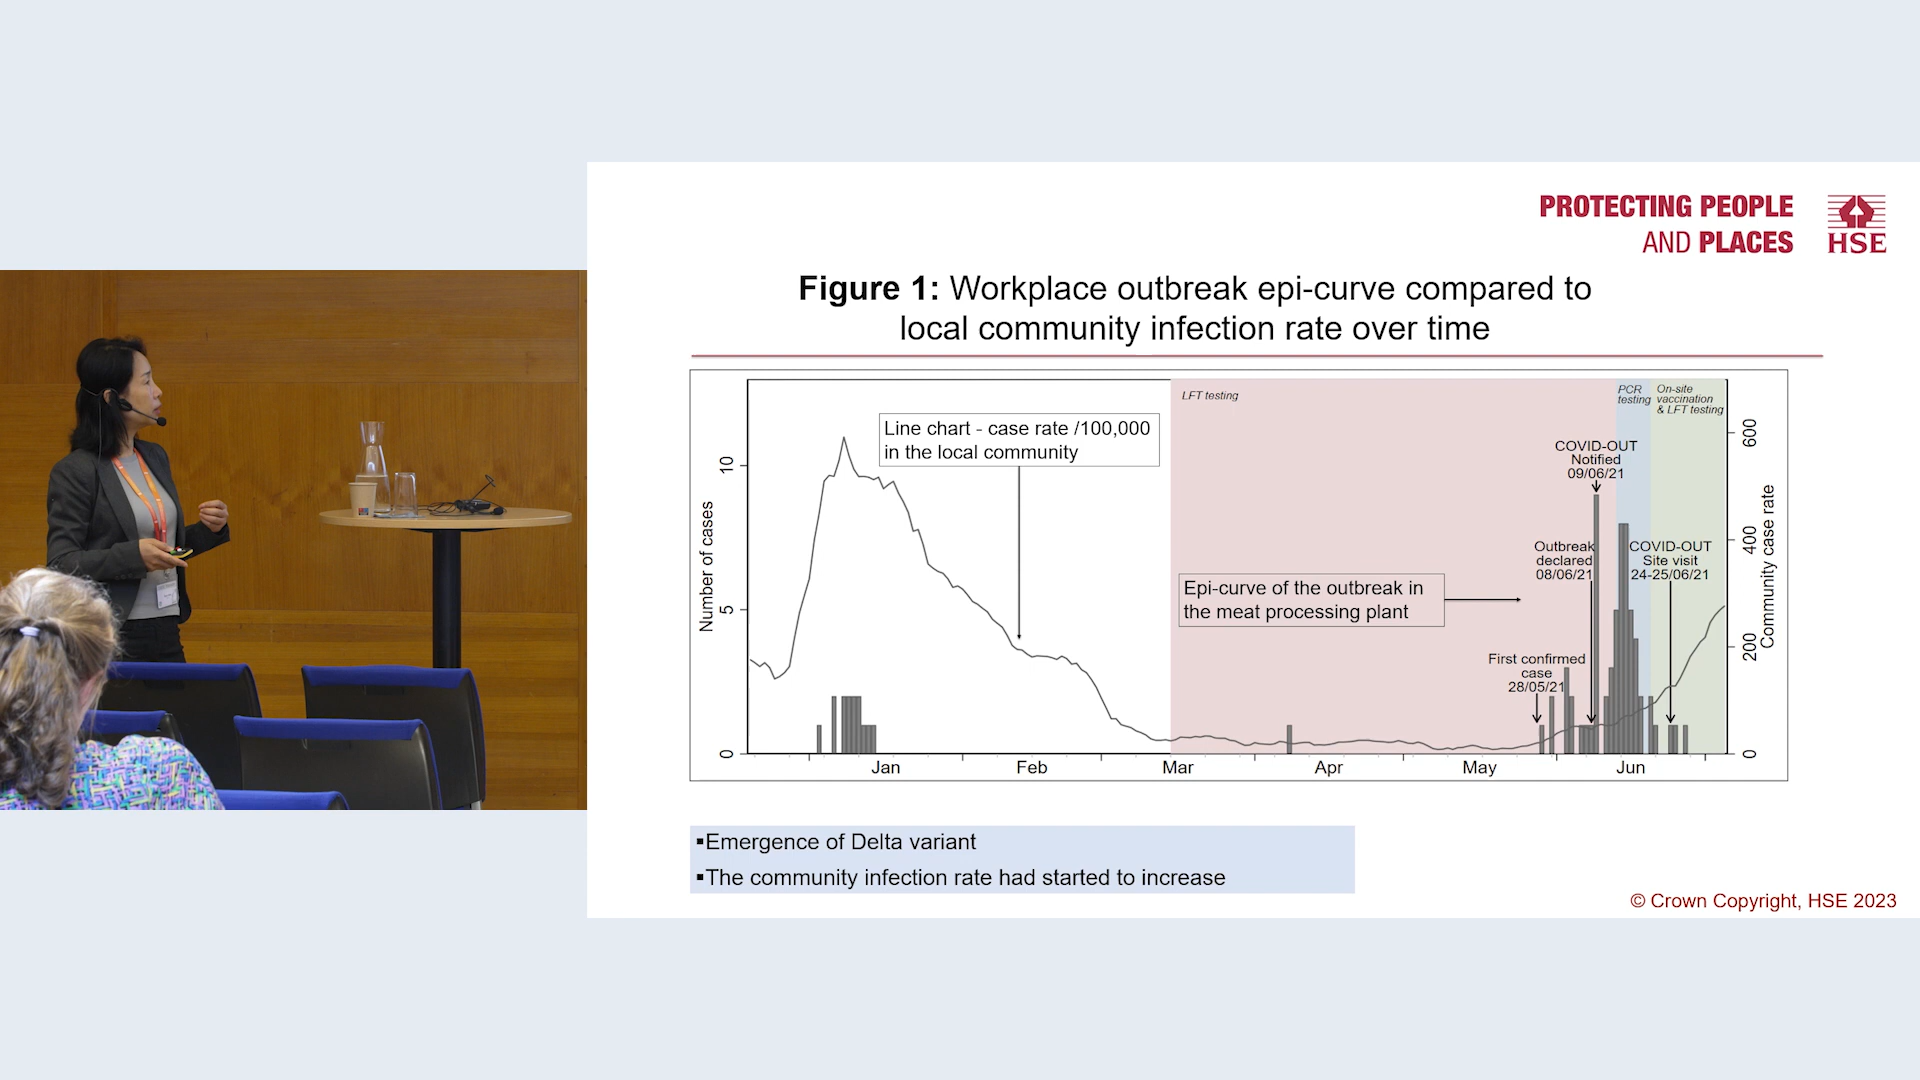 PROTECTING PEOPLE
AND PLACES
HSE
Figure 1: Workplace outbreak epi-curve compared to
local community infection rate over time
LFT testing
PCR
testing
On-site
vaccination
& LFT testing
Line chart - case rate /100,000
in the local community
COVID-OUT
Notified
09/06/21
Outbreak
declared
08/06/21
COVID-OUT
Site visit
24-25/06/21
Epi-curve of the outbreak in
the meat processing plant
First confirmed
case
28/05/21
Number of cases
0
5
10
Community case rate
0
200
400
600
Jan
Feb
Mar
Apr
May
Jun
▪Emergence of Delta variant
▪The community infection rate had started to increase
© Crown Copyright, HSE 2023